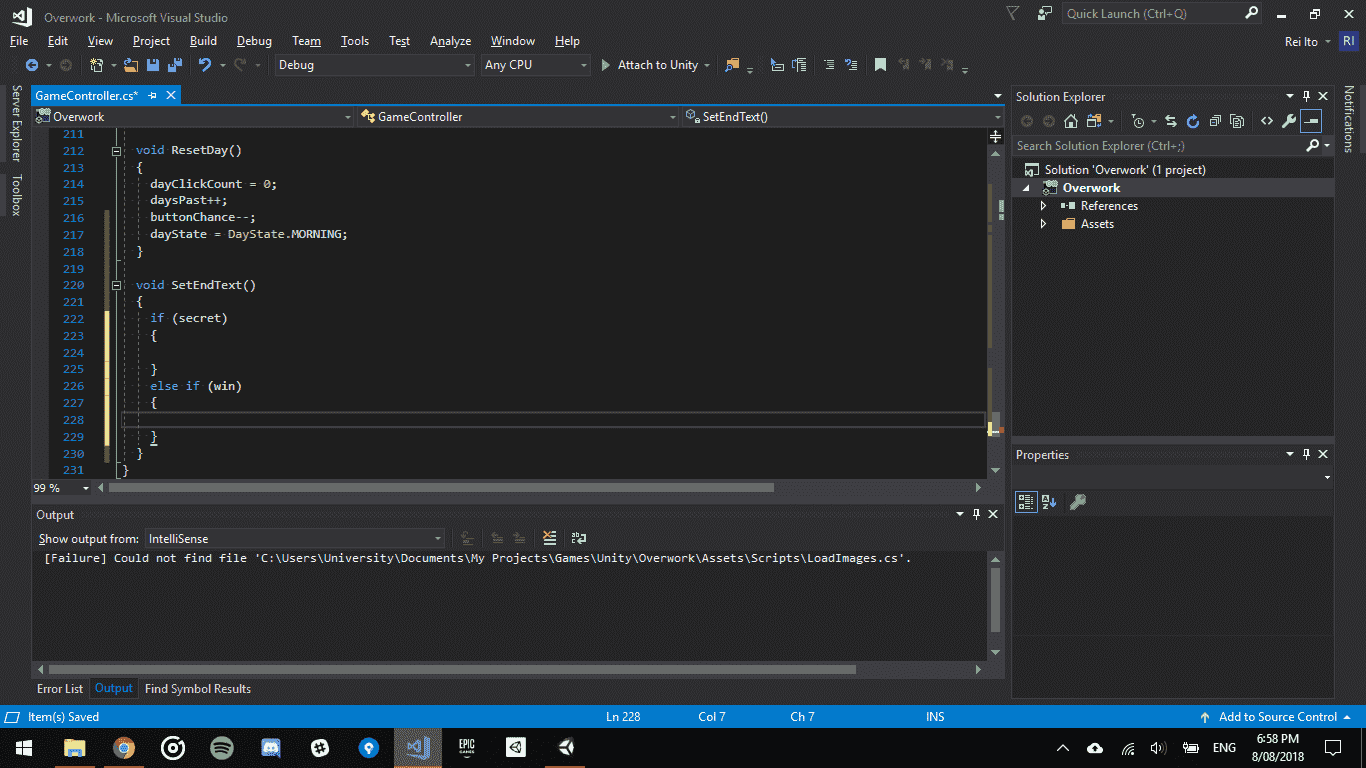 Overwork - Microsoft Visual Studio
Quick Launch (Ctrl+Q)
File Edit View Project Build Debug Team Tools Test Analyze Window Help
Rei Ito RI
Debug Any CPU Attach to Unity
Server Explorer
Toolbox
GameController.cs*
Overwork GameController SetEndText()
211
212 void ResetDay()
213 {
214 dayClickCount = 0;
215 daysPast++;
216 buttonChance--;
217 dayState = DayState.MORNING;
218 }
219
220 void SetEndText()
221 {
222 if (secret)
223 {
224
225 }
226 else if (win)
227 {
228
229 }
230 }
231 }
99 %
Output
Show output from: IntelliSense
[Failure] Could not find file 'C:\Users\University\Documents\My Projects\Games\Unity\Overwork\Assets\Scripts\LoadImages.cs'.
Error List Output Find Symbol Results
Solution Explorer
Search Solution Explorer (Ctrl+;)
Solution 'Overwork' (1 project)
Overwork
References
Assets
Properties
Notifications
Item(s) Saved Ln 228 Col 7 Ch 7 INS Add to Source Control
EPIC
GAMES
ENG
6:58 PM
8/08/2018